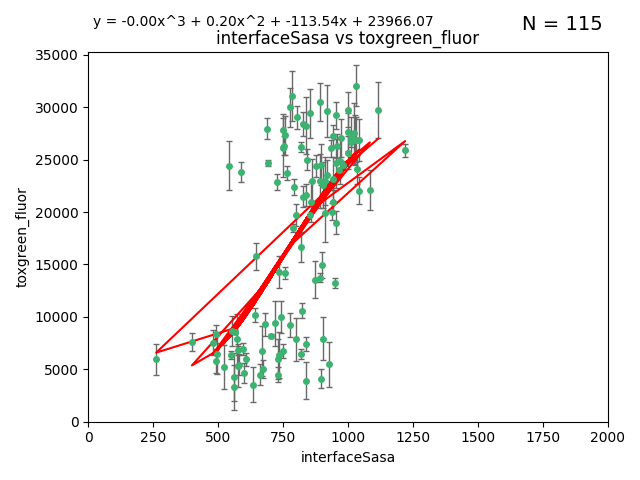 y = -0.00x^3 + 0.20x^2 + -113.54x + 23966.07
N = 115
interfaceSasa vs toxgreen_fluor
35000
30000
25000
20000
15000
10000
5000
0
toxgreen_fluor
0 250 500 750 1000 1250 1500 1750 2000
interfaceSasa